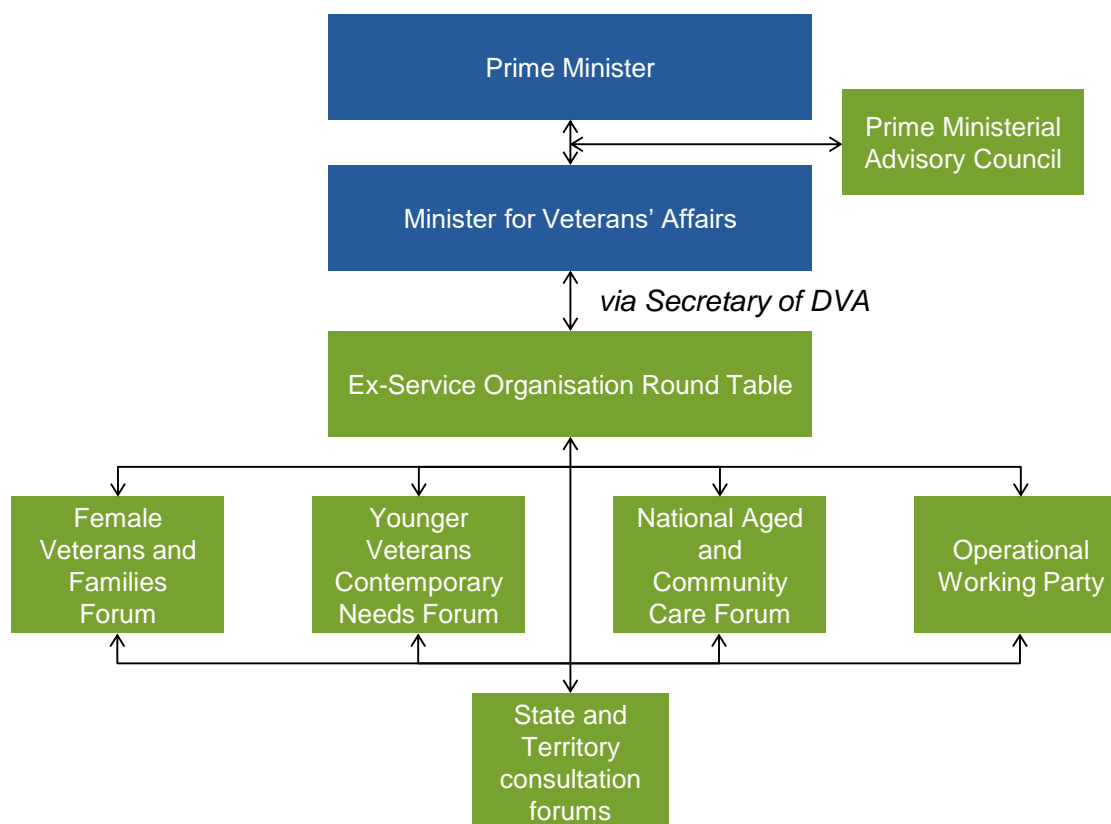 Prime Minister
Prime Ministerial
Advisory Council
Minister for Veterans’ Affairs
via Secretary of DVA
Ex-Service Organisation Round Table
Female
Veterans and
Families
Forum
Younger
Veterans
Contemporary
Needs Forum
National Aged
and
Community
Care Forum
Operational
Working Party
State and
Territory
consultation
forums